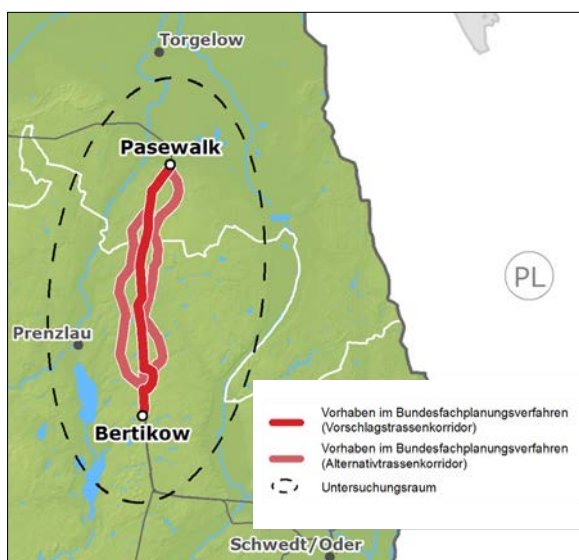 Torgelow
Pasewalk
PL
Prenzlau
Bertikow
Vorhaben im Bundesfachplanungsverfahren
(Vorschlagstrassenkorridor)
Vorhaben im Bundesfachplanungsverfahren
(Alternativtrassenkorridor)
Untersuchungsraum
Schwedt/Oder